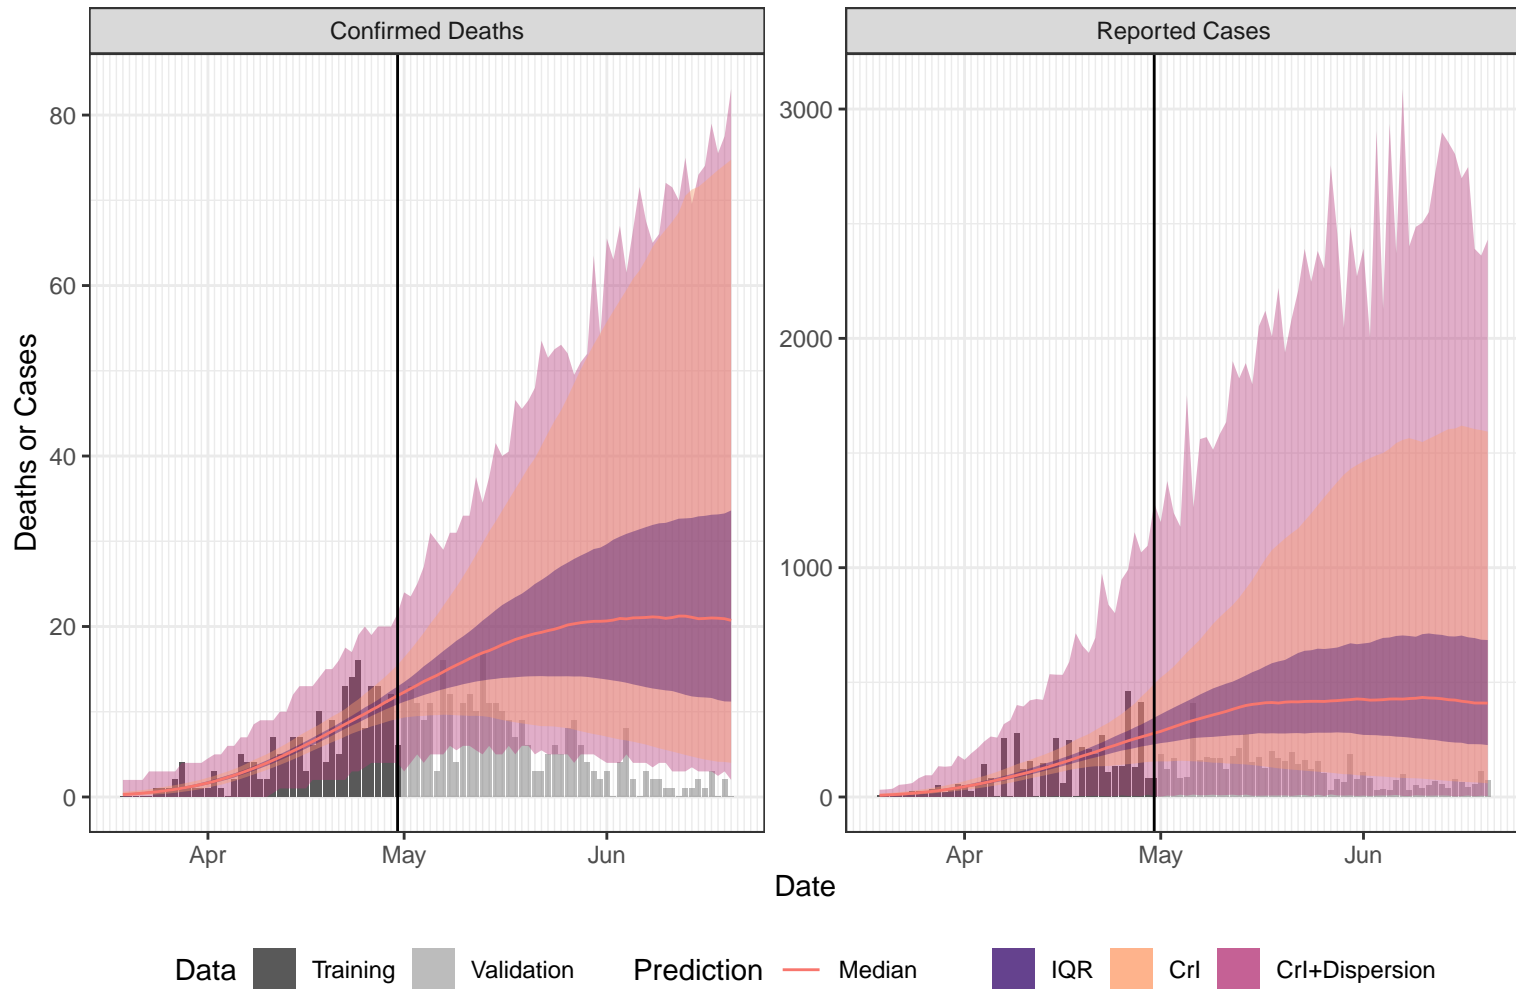 Confirmed Deaths
Reported Cases
Deaths or Cases
80
60
40
20
0
3000
2000
1000
0
Apr
May
Jun
Apr
May
Jun
Date
Data Training Validation Prediction Median IQR CrI CrI+Dispersion